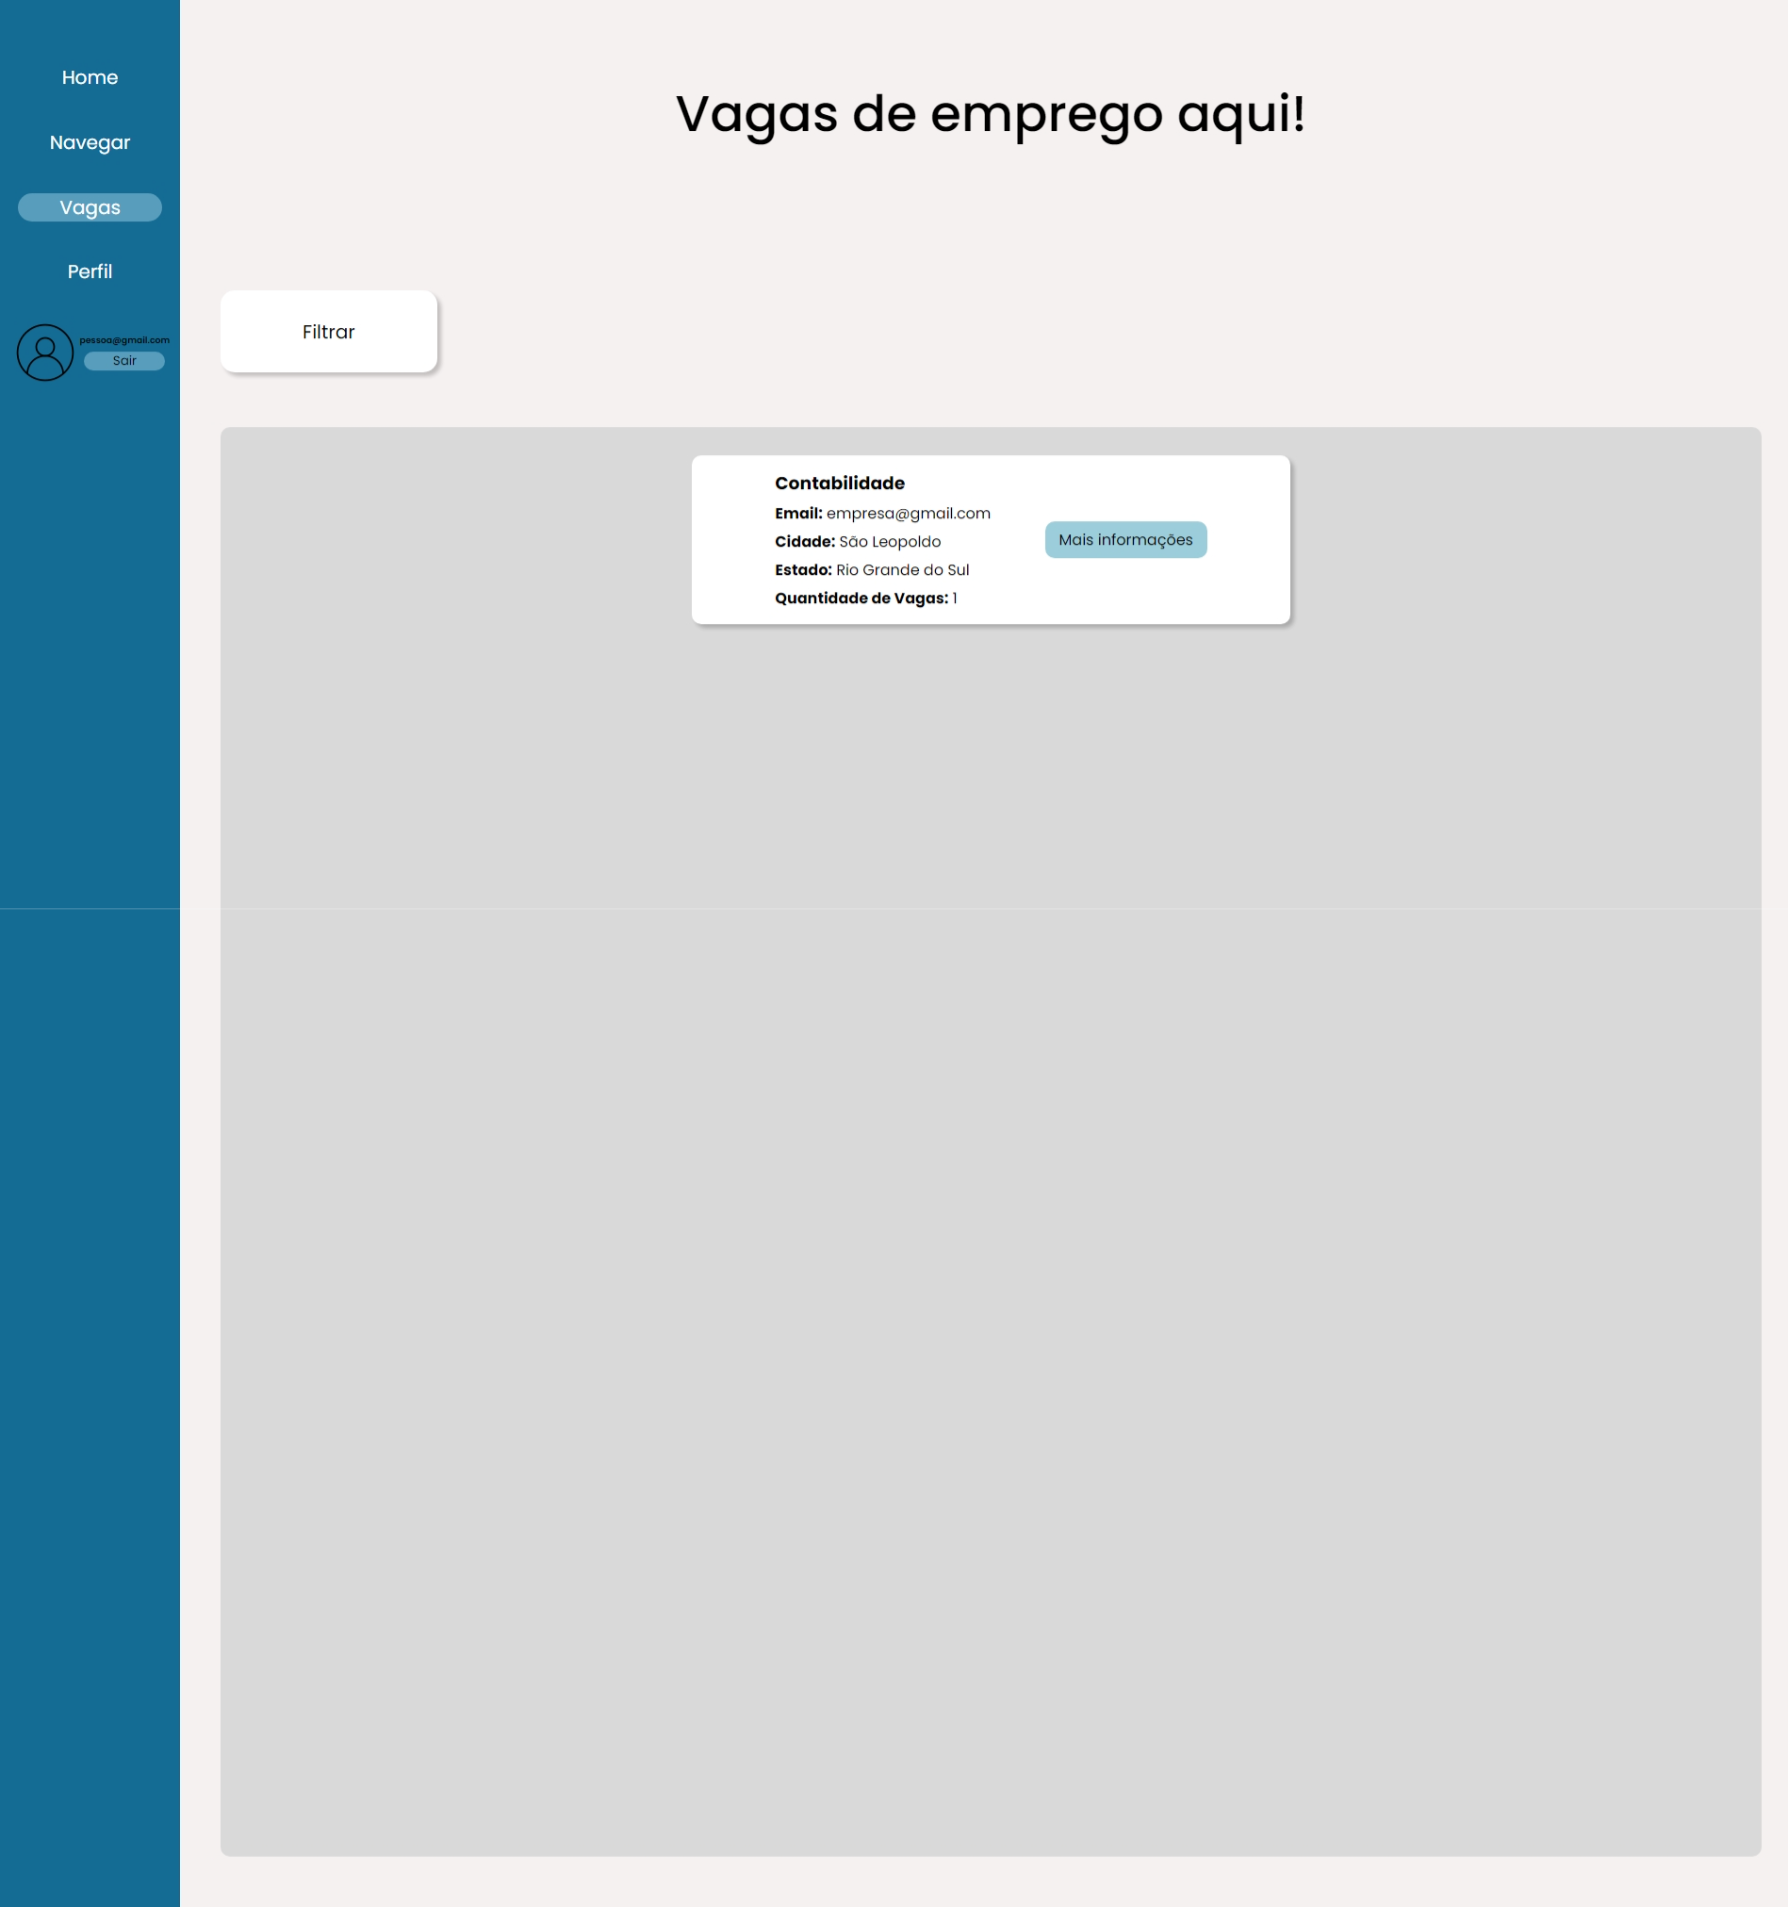 Home
Navegar
Vagas
Perfil
pessoa@gmail.com
Sair
Vagas de emprego aqui!
Filtrar
Contabilidade
Email: empresa@gmail.com
Cidade: São Leopoldo
Estado: Rio Grande do Sul
Quantidade de Vagas: 1
Mais informações